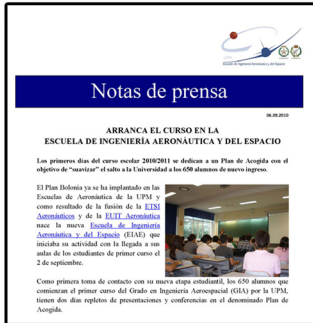 Escuela de Ingeniería Aeronáutica y del Espacio
Notas de prensa
06.09.2010
ARRANCA EL CURSO EN LA
ESCUELA DE INGENIERÍA AERONÁUTICA Y DEL ESPACIO
Los primeros días del curso escolar 2010/2011 se dedican a un Plan de Acogida con el
objetivo de "suavizar" el salto a la Universidad a los 650 alumnos de nuevo ingreso.
El Plan Bolonia ya se ha implantado en las
Escuelas de Aeronáutica de la UPM y
como resultado de la fusión de la ETSI
Aeronáuticos y de la EUIT Aeronáutica
nace la nueva Escuela de Ingeniería
Aeronáutica y del Espacio (EIAE) que
iniciaba su actividad con la llegada a sus
aulas de los estudiantes de primer curso el
2 de septiembre.
Como primera toma de contacto con su nueva etapa estudiantil, los 650 alumnos que
comienzan el primer curso del Grado en Ingeniería Aeroespacial (GIA) por la UPM,
tienen dos días repletos de presentaciones y conferencias en el denominado Plan de
Acogida.